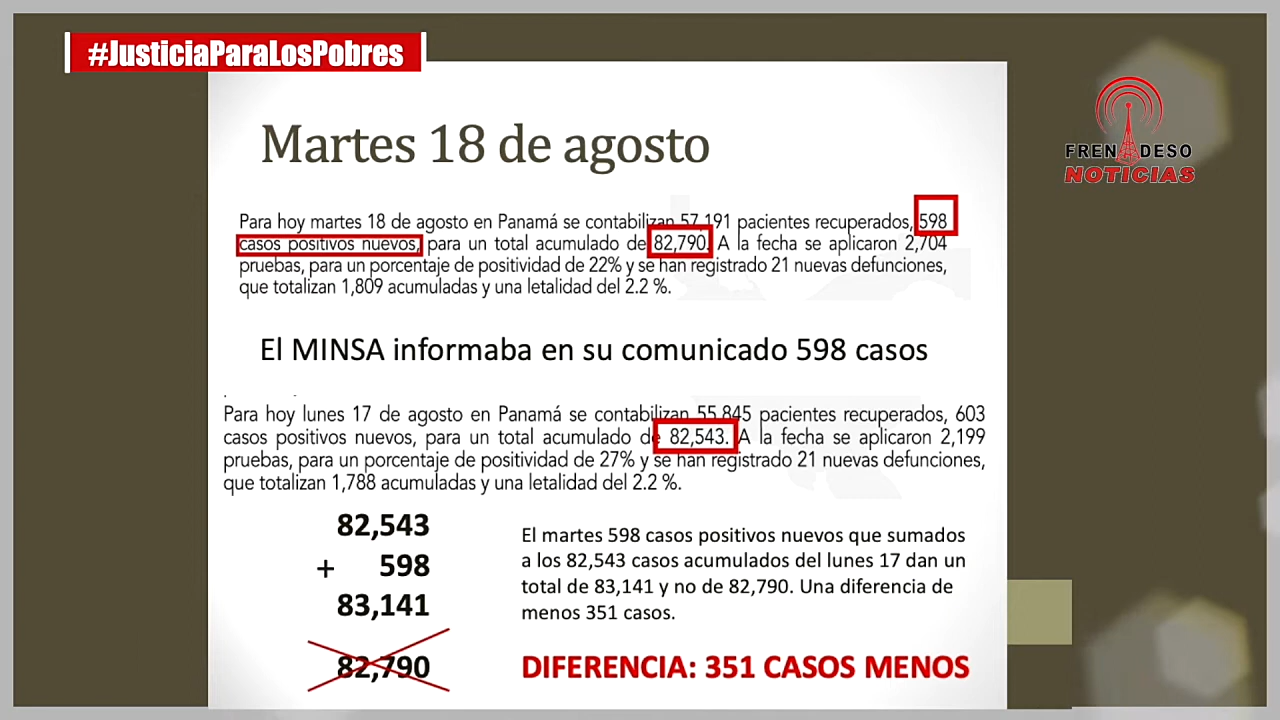 #JusticiaParaLosPobres
FRENADESO
NOTICIAS
Martes 18 de agosto
Para hoy martes 18 de agosto en Panamá se contabilizan 57,191 pacientes recuperados, 598
casos positivos nuevos, para un total acumulado de 82,790. A la fecha se aplicaron 2,704
pruebas, para un porcentaje de positividad de 22% y se han registrado 21 nuevas defunciones,
que totalizan 1,809 acumuladas y una letalidad del 2.2 %.
El MINSA informaba en su comunicado 598 casos
Para hoy lunes 17 de agosto en Panamá se contabilizan 55,845 pacientes recuperados, 603
casos positivos nuevos, para un total acumulado de 82,543. A la fecha se aplicaron 2,199
pruebas, para un porcentaje de positividad de 27% y se han registrado 21 nuevas defunciones,
que totalizan 1,788 acumuladas y una letalidad del 2.2 %.
82,543
+ 598
83,141
82,790
El martes 598 casos positivos nuevos que sumados
a los 82,543 casos acumulados del lunes 17 dan un
total de 83,141 y no de 82,790. Una diferencia de
menos 351 casos.
DIFERENCIA: 351 CASOS MENOS